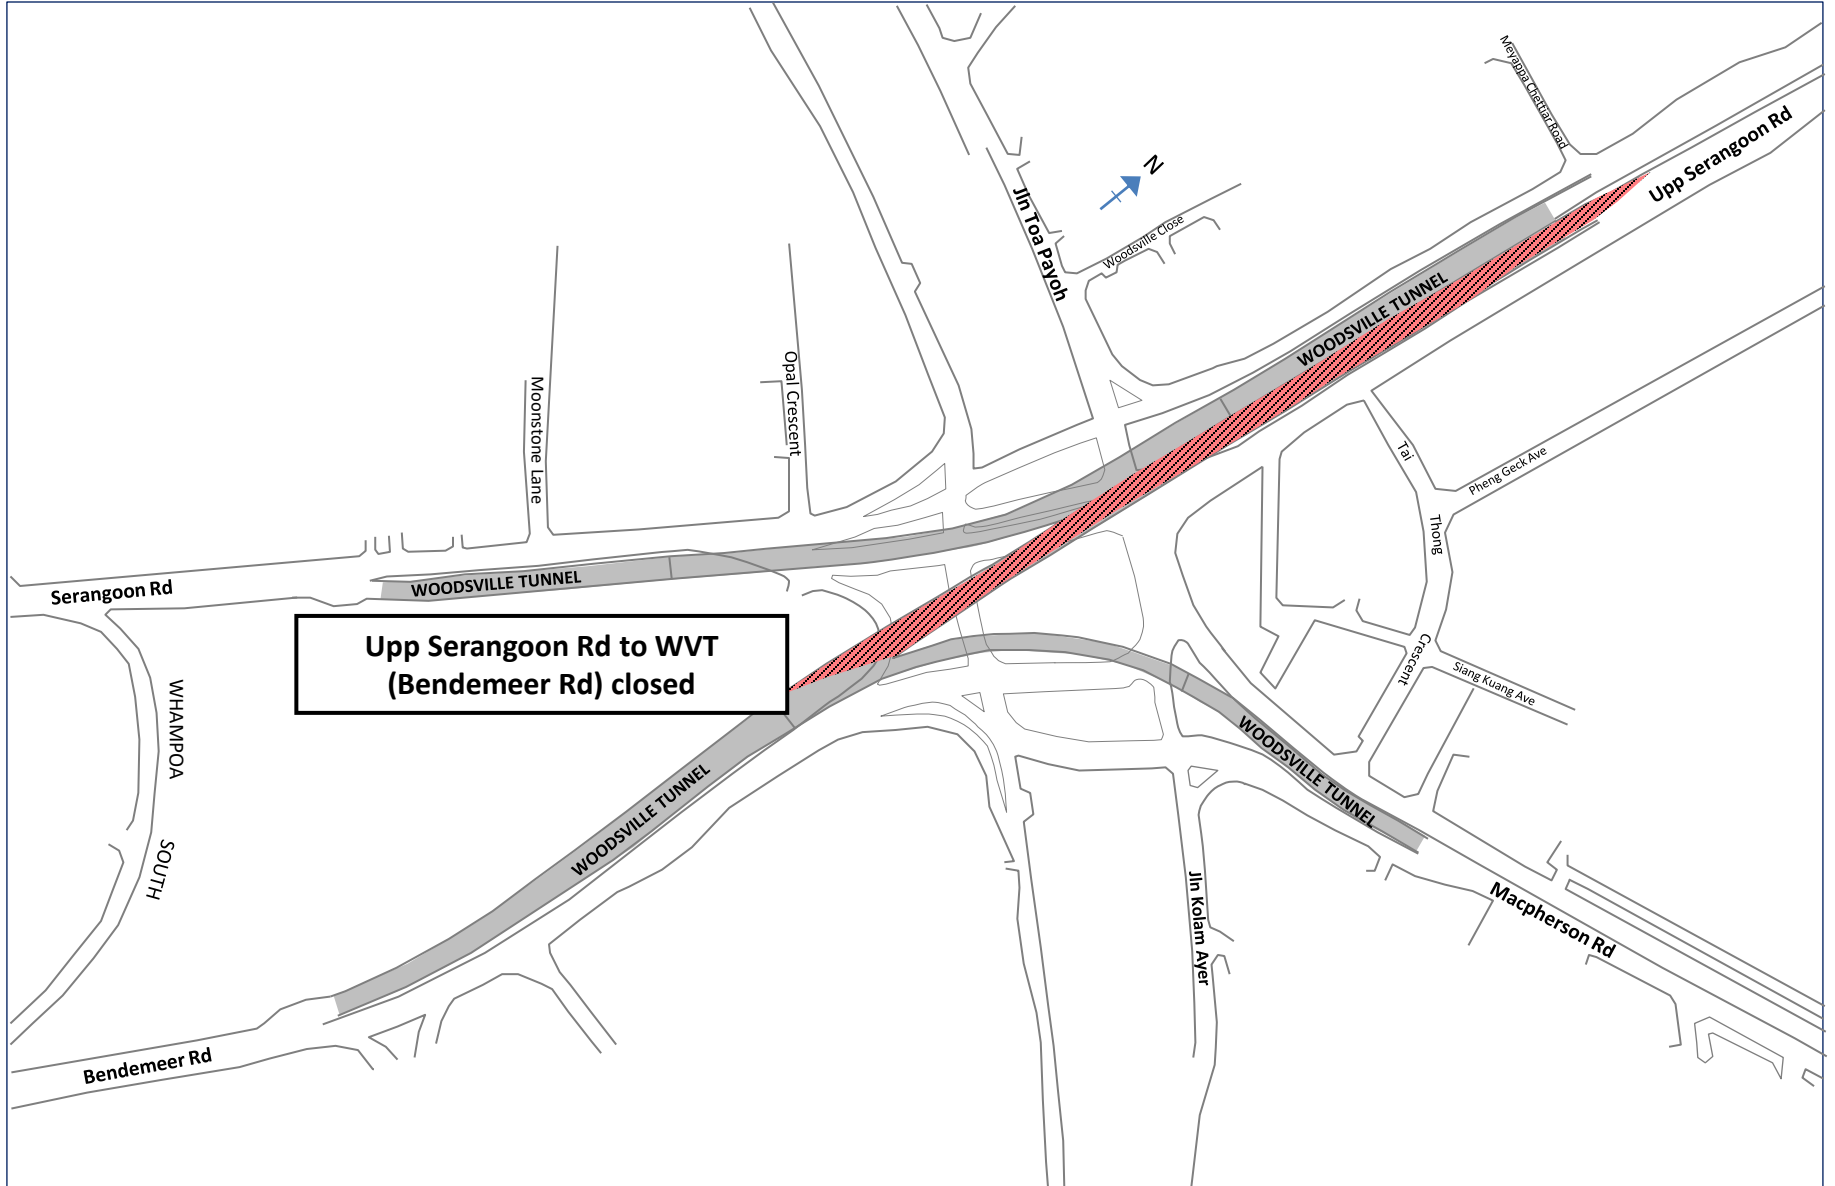 Meyappa Chettiar Road
Upp Serangoon Rd
N
Jln Toa Payoh
Woodsville Close
WOODSVILLE TUNNEL
Opal Crescent
Moonstone Lane
Tai
Thong
Crescent
Pheng Geck Ave
Siang Kuang Ave
WOODSVILLE TUNNEL
Serangoon Rd
Upp Serangoon Rd to WVT
(Bendemeer Rd) closed
WHAMPOA
SOUTH
WOODSVILLE TUNNEL
WOODSVILLE TUNNEL
Jln Kolam Ayer
Macpherson Rd
Bendemeer Rd